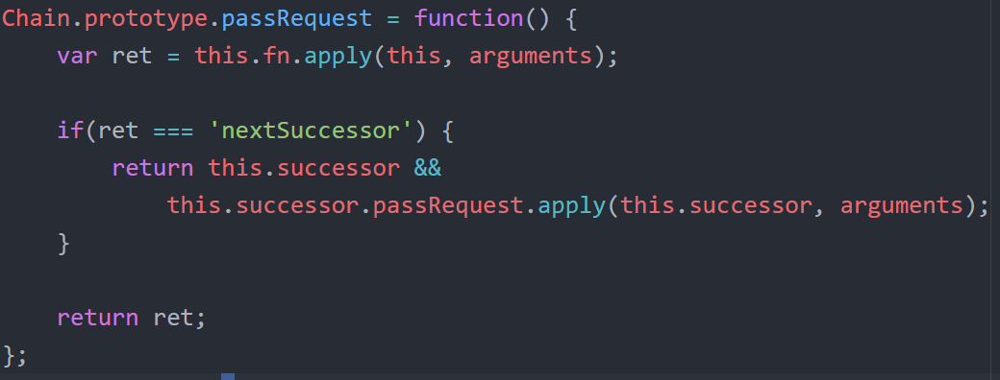 Chain.prototype.passRequest = function() {
    var ret = this.fn.apply(this, arguments);

    if(ret === 'nextSuccessor') {
        return this.successor &&
            this.successor.passRequest.apply(this.successor, arguments);
    }

    return ret;
};